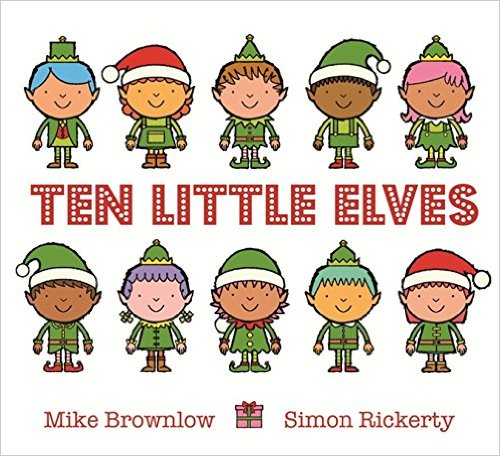 TEN LITTLE ELVES
Mike Brownlow Simon Rickerty